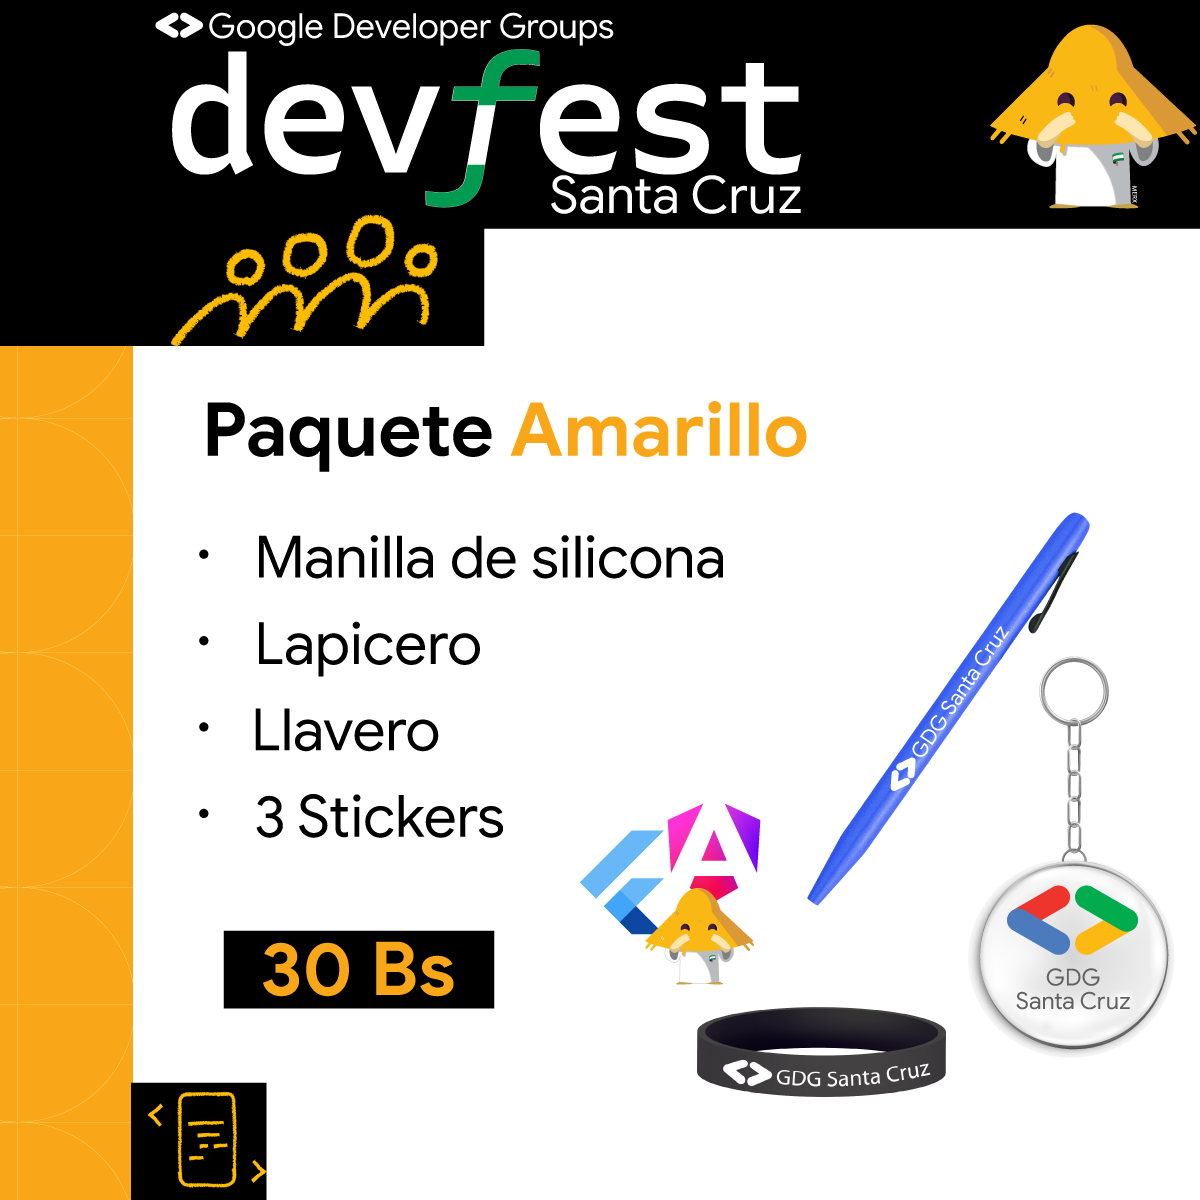 Google Developer Groups
devfest
Santa Cruz
Paquete Amarillo
• Manilla de silicona
• Lapicero
• Llavero
• 3 Stickers
30 Bs
GDG Santa Cruz
GDG
Santa Cruz
GDG Santa Cruz